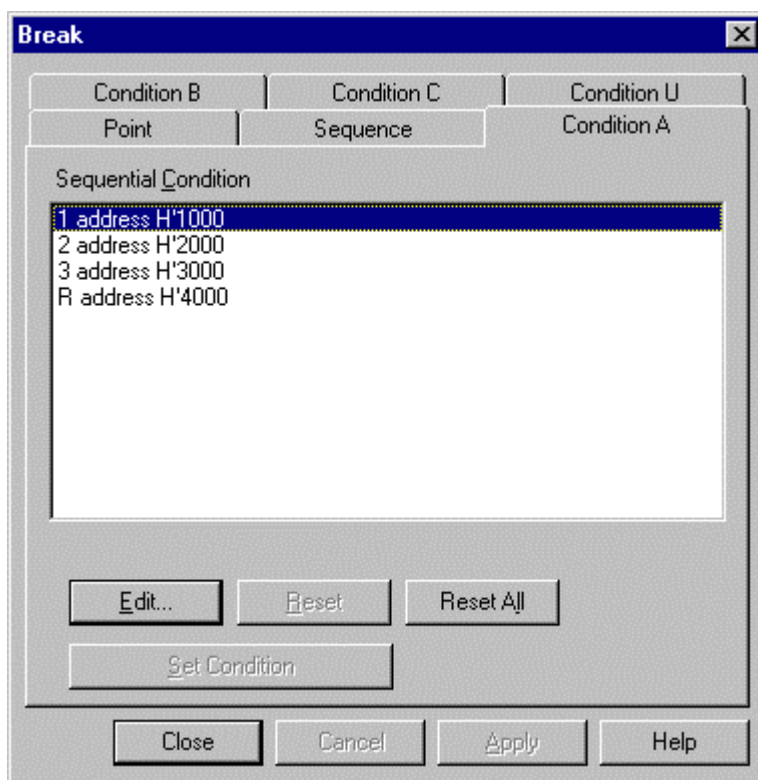 Break
Condition B Condition C Condition U
Point Sequence Condition A
Sequential Condition
1 address H'1000
2 address H'2000
3 address H'3000
R address H'4000
Edit... Reset Reset All
Set Condition
Close Cancel Apply Help